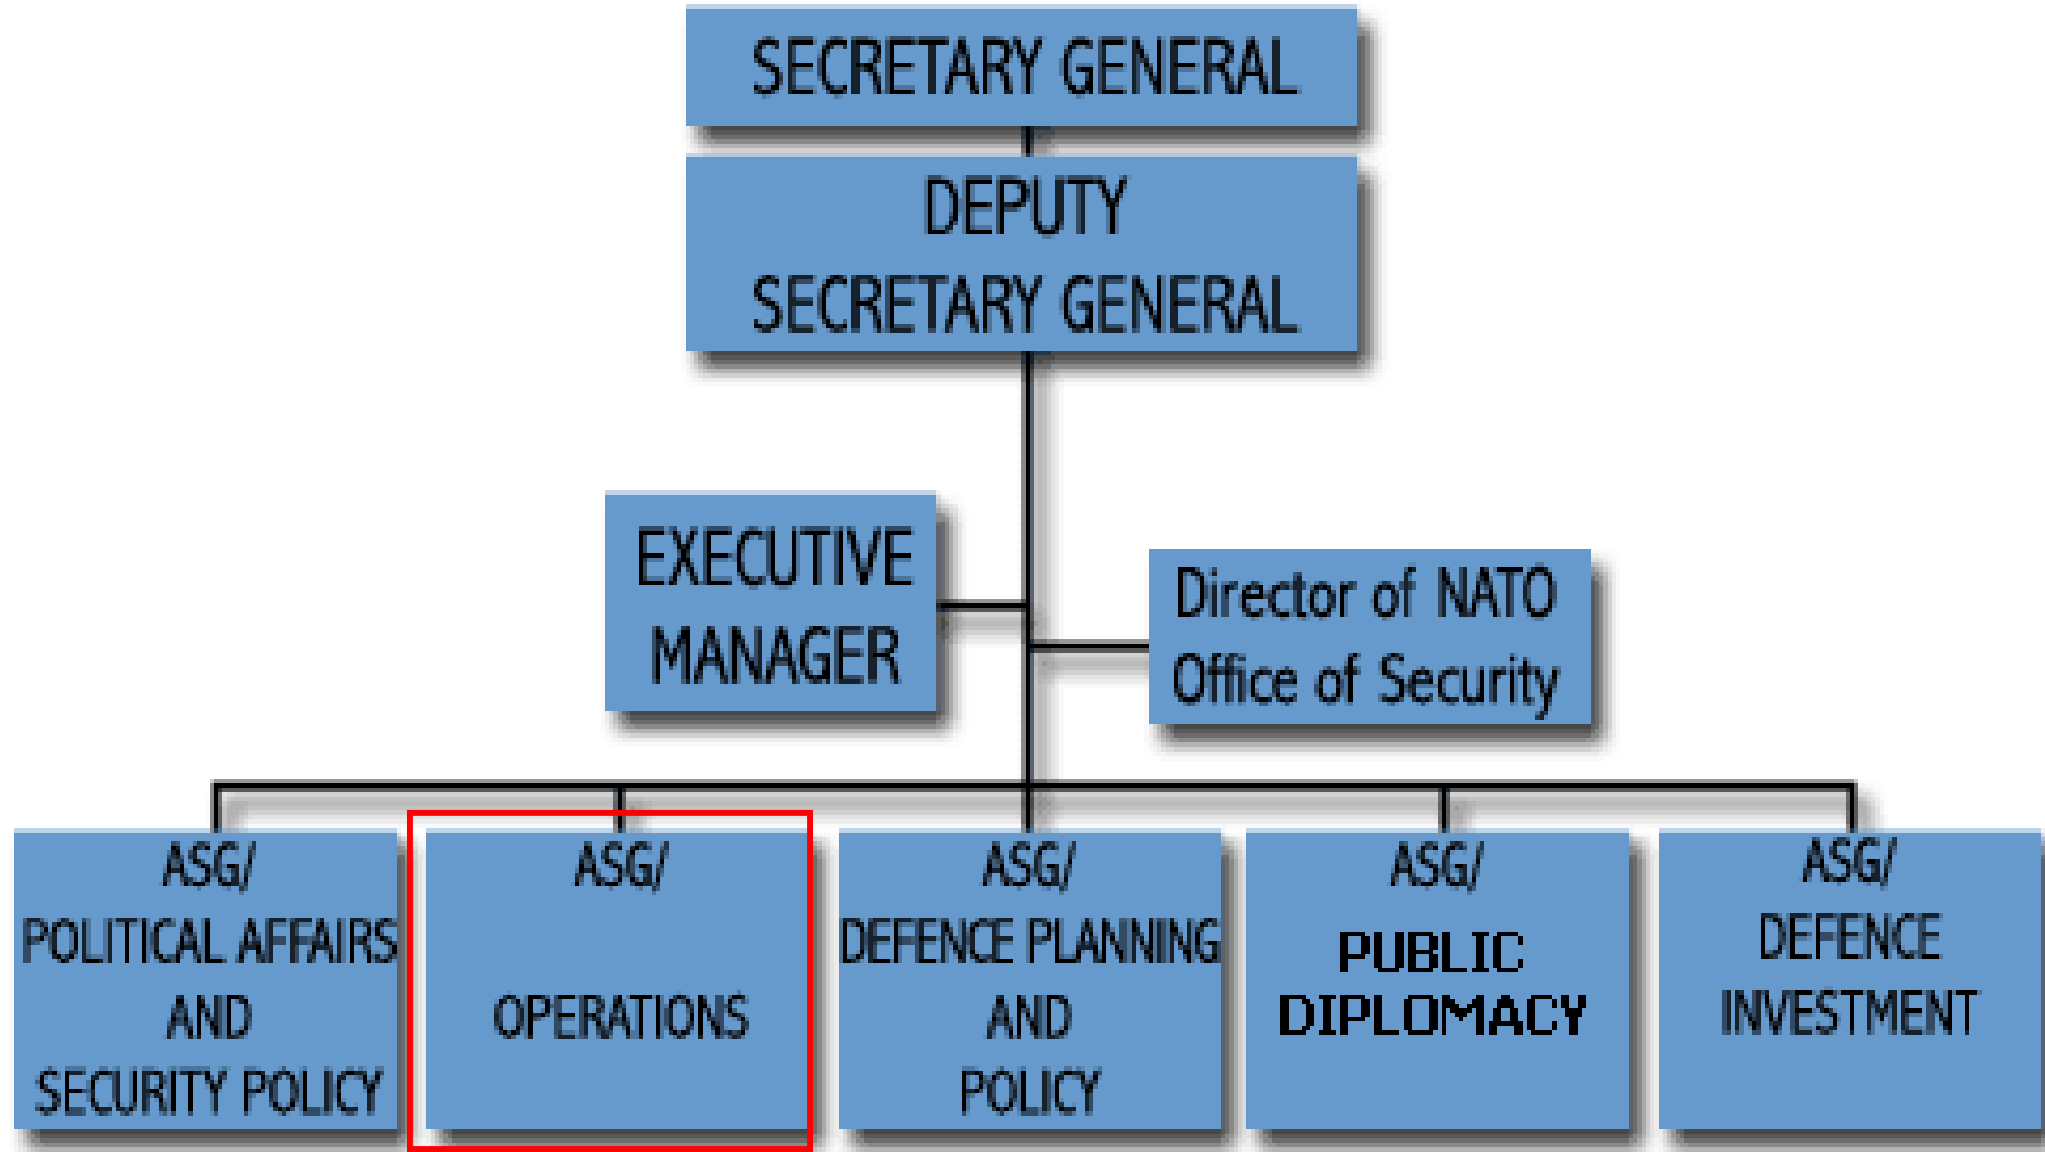 SECRETARY GENERAL
DEPUTY
SECRETARY GENERAL
EXECUTIVE
MANAGER
Director of NATO
Office of Security
ASG/
POLITICAL AFFAIRS
AND
SECURITY POLICY
ASG/
OPERATIONS
ASG/
DEFENCE PLANNING
AND
POLICY
ASG/
PUBLIC
DIPLOMACY
ASG/
DEFENCE
INVESTMENT